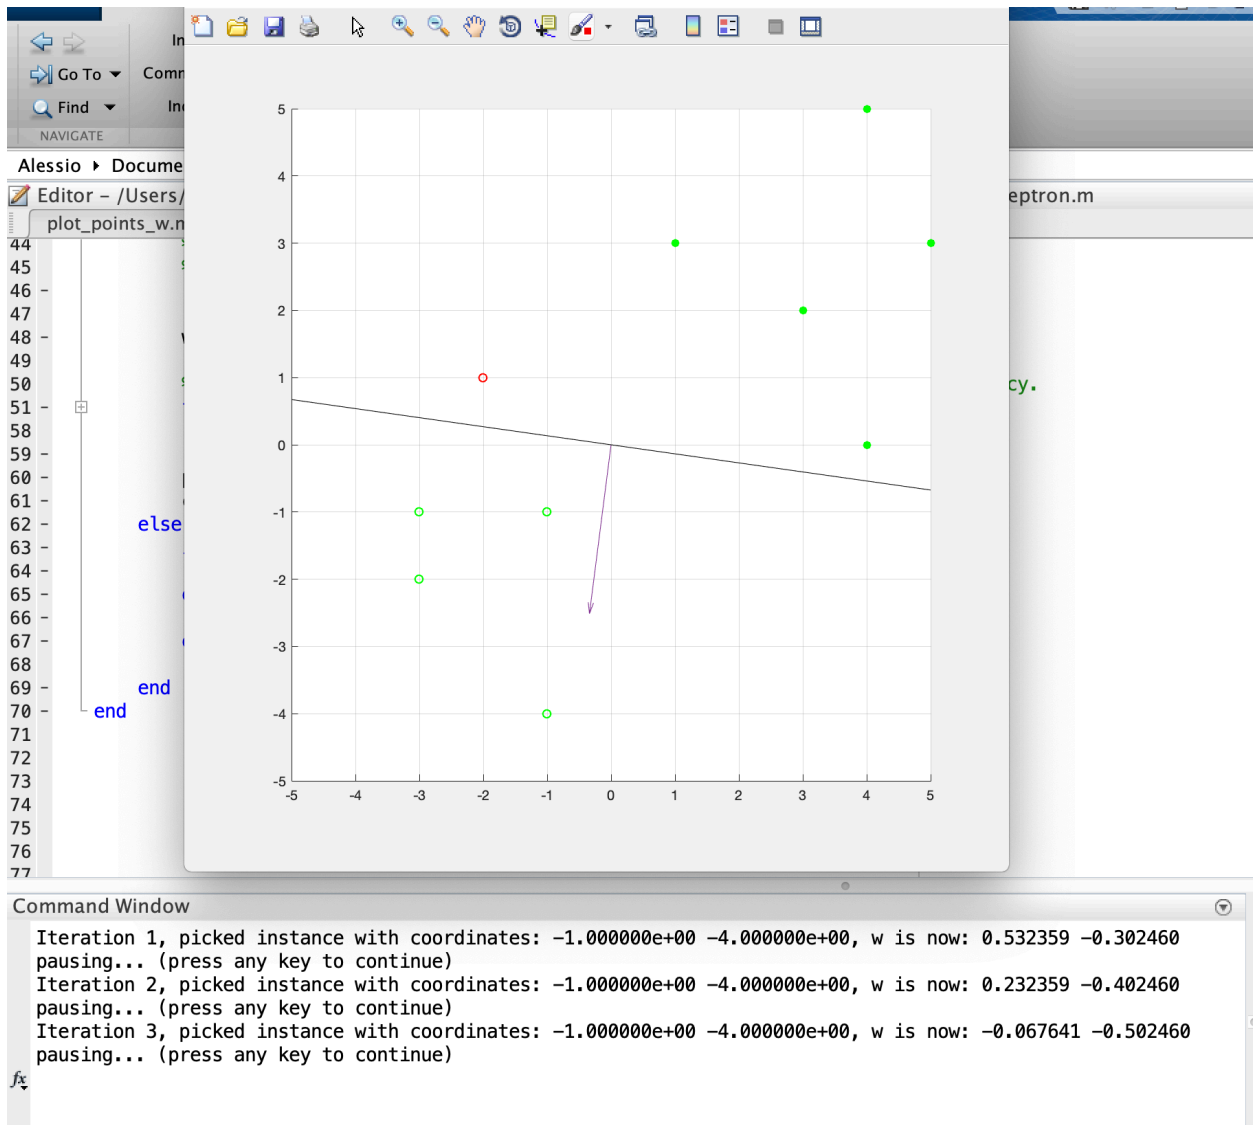 In
Go To
Comm
Find
In
NAVIGATE
Alessio ▸ Docume
Editor – /Users/
eptron.m
plot_points_w.m
5
4
3
2
1
0
-1
-2
-3
-4
-5
-5 -4 -3 -2 -1 0 1 2 3 4 5
44
45
46 –
47
48 –
49
50
cy.
51 –
58
59 –
60 –
61 –
62 – else
63 –
64 –
65 –
66 –
67 –
68
69 – end
70 – end
71
72
73
74
75
76
77
Command Window
Iteration 1, picked instance with coordinates: -1.000000e+00 -4.000000e+00, w is now: 0.532359 -0.302460
pausing... (press any key to continue)
Iteration 2, picked instance with coordinates: -1.000000e+00 -4.000000e+00, w is now: 0.232359 -0.402460
pausing... (press any key to continue)
Iteration 3, picked instance with coordinates: -1.000000e+00 -4.000000e+00, w is now: -0.067641 -0.502460
pausing... (press any key to continue)
fx